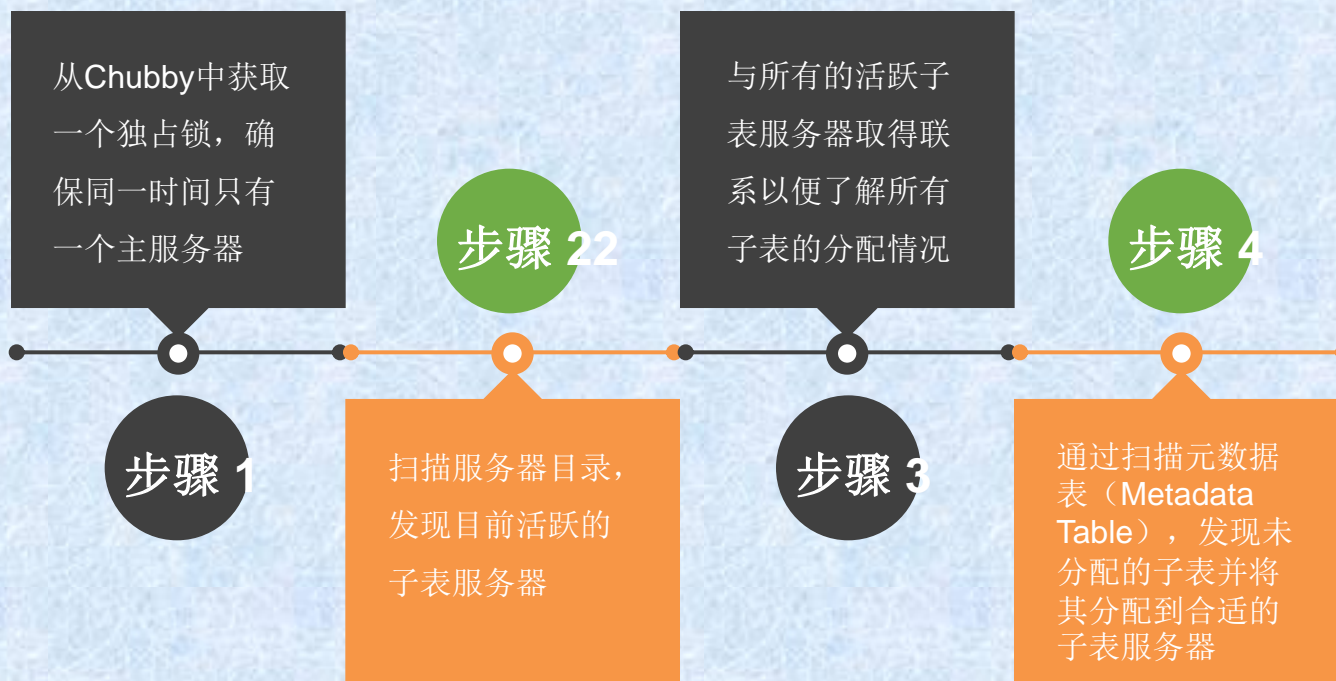 从Chubby中获取
一个独占锁，确
保同一时间只有
一个主服务器
步骤 1
步骤 22
扫描服务器目录，
发现目前活跃的
子表服务器
与所有的活跃子
表服务器取得联
系以便了解所有
子表的分配情况
步骤 3
步骤 4
通过扫描元数据
表（Metadata
Table），发现未
分配的子表并将
其分配到合适的
子表服务器